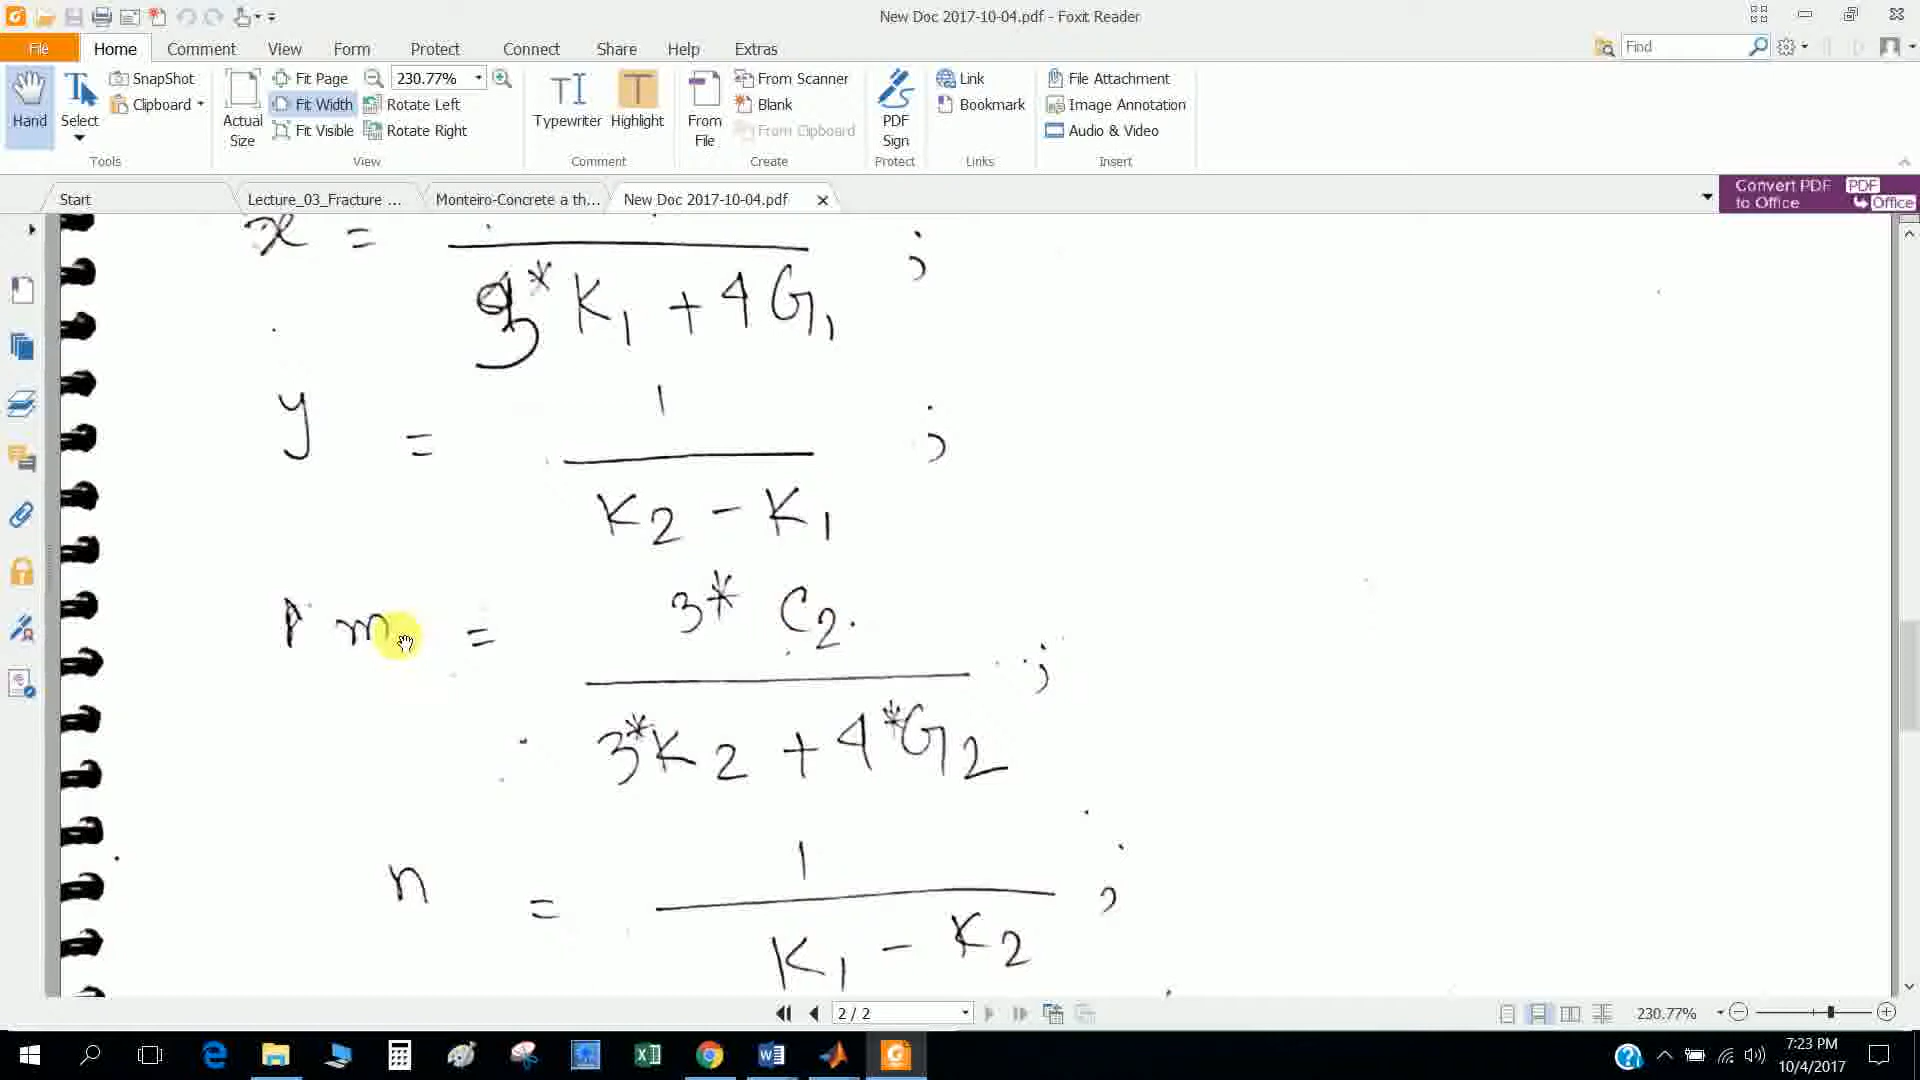 New Doc 2017-10-04.pdf - Foxit Reader
File Home Comment View Form Protect Connect Share Help Extras Find
Hand
Select
SnapShot
Clipboard
Tools
Actual Size
Fit Page
Fit Width
Fit Visible
230.77%
Rotate Left
Rotate Right
View
Typewriter
Highlight
Comment
From File
From Scanner
Blank
From Clipboard
Create
PDF Sign
Protect
Link
Bookmark
Links
File Attachment
Image Annotation
Audio & Video
Insert
Start
Lecture_03_Fracture ...
Monteiro-Concrete a th...
New Doc 2017-10-04.pdf
Convert PDF to Office
PDF
Office
x = ;
3* K1 + 4G1
1
y = ;
K2 - K1
3* C2
m = ;
3*K2 + 4*G2
1
n = ;
K1 - K2
2 / 2
230.77%
7:23 PM
10/4/2017